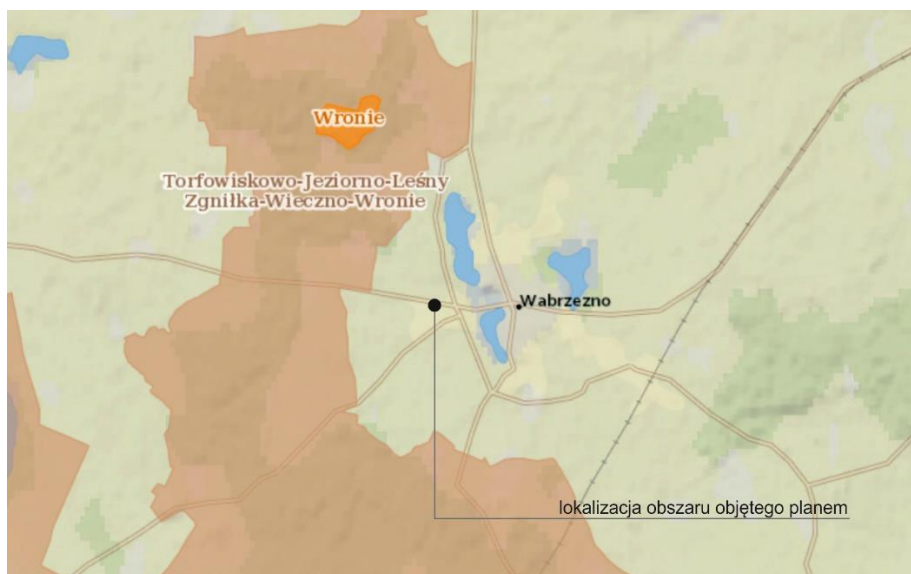 Wronie
Torfowiskowo-Jeziorno-Leśny
Zgniłka-Wieczno-Wronie
Wabrzezno
lokalizacja obszaru objętego planem